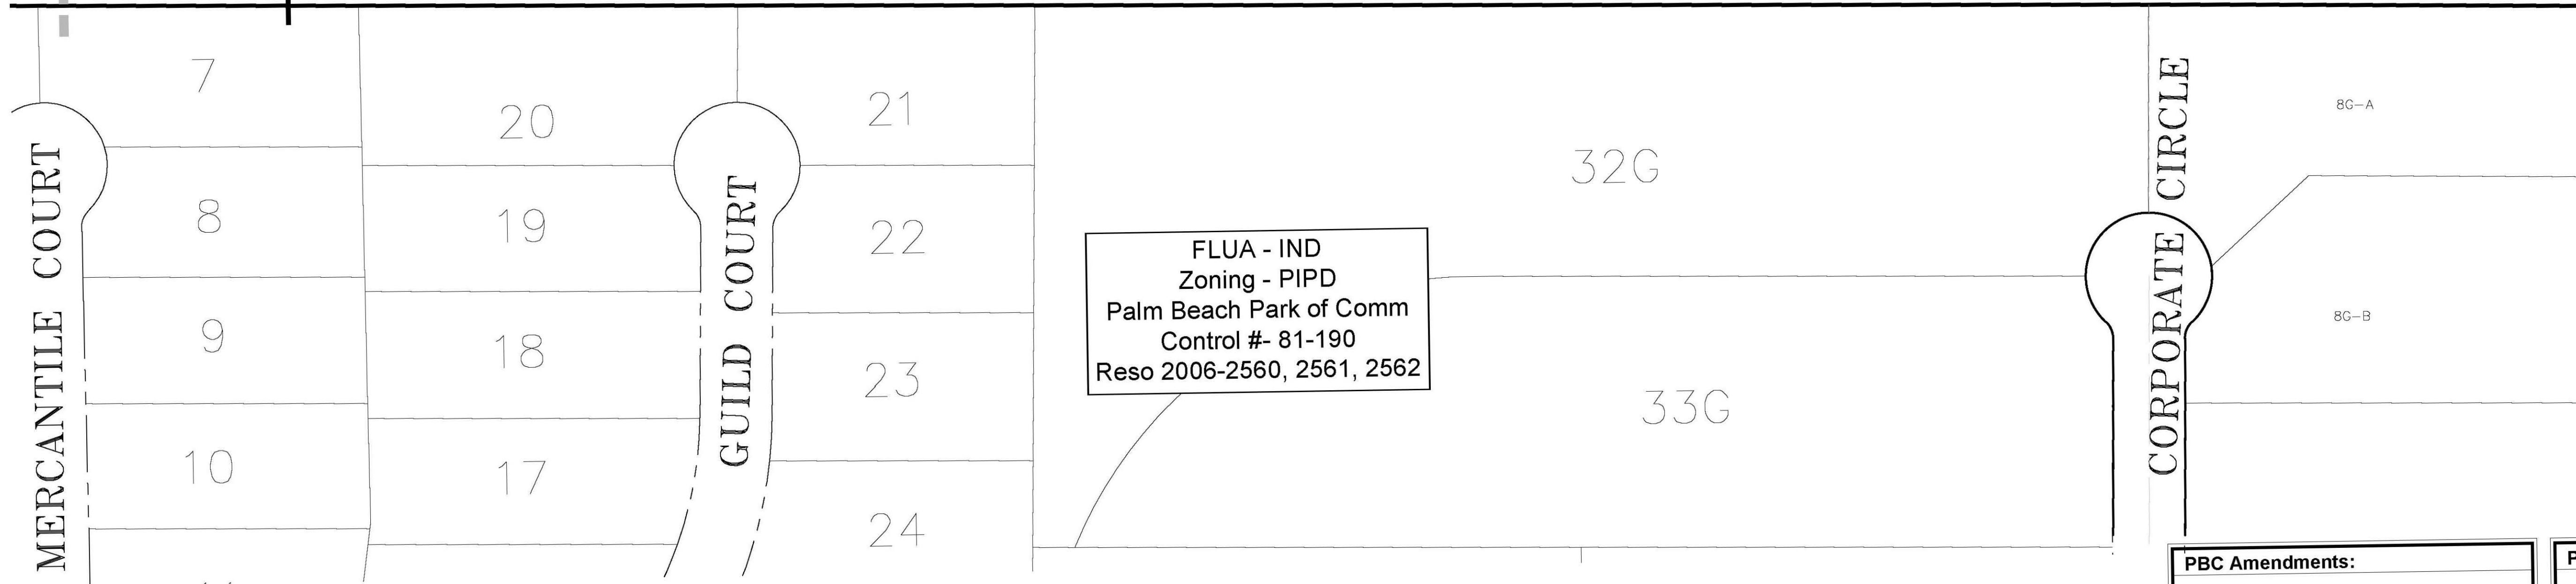 7
8
9
10
MERCANTILE COURT
20
19
18
17
GUILD COURT
21
22
23
24
32G
33G
FLUA - IND
Zoning - PIPD
Palm Beach Park of Comm
Control #- 81-190
Reso 2006-2560, 2561, 2562
CORPORATE CIRCLE
8G-A
8G-B
PBC Amendments: